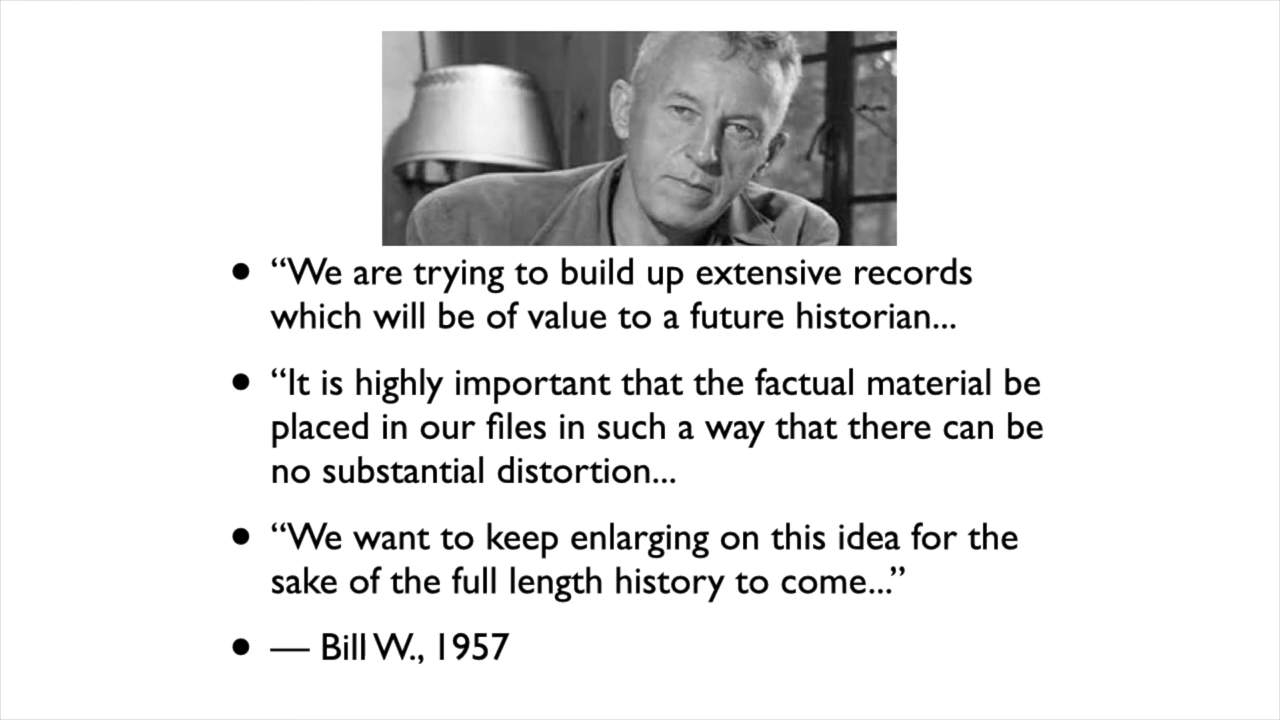 • “We are trying to build up extensive records
which will be of value to a future historian...
• “It is highly important that the factual material be
placed in our files in such a way that there can be
no substantial distortion...
• “We want to keep enlarging on this idea for the
sake of the full length history to come...”
• — Bill W., 1957